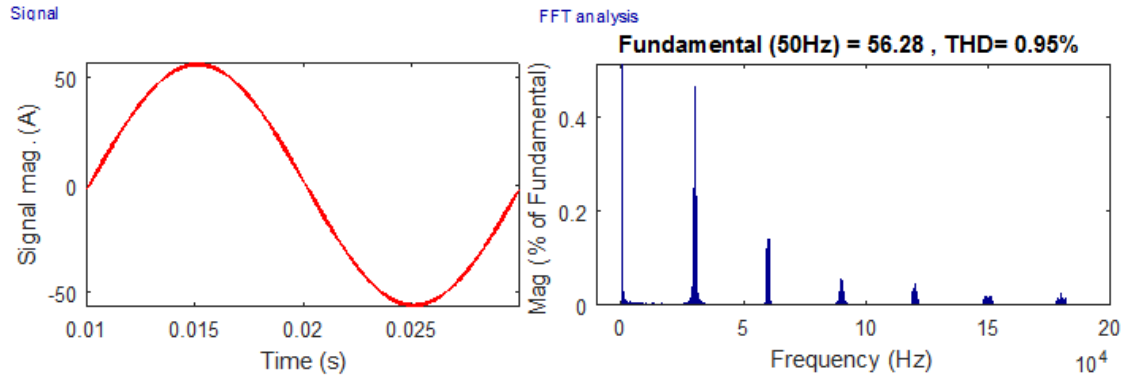 Signal
50
0
-50
Signal mag. (A)
0.01 0.015 0.02 0.025
Time (s)
FFT analysis
Fundamental (50Hz) = 56.28 , THD= 0.95%
0.4
0.2
0
Mag (% of Fundamental)
0 5 10 15 20
Frequency (Hz)
10^4